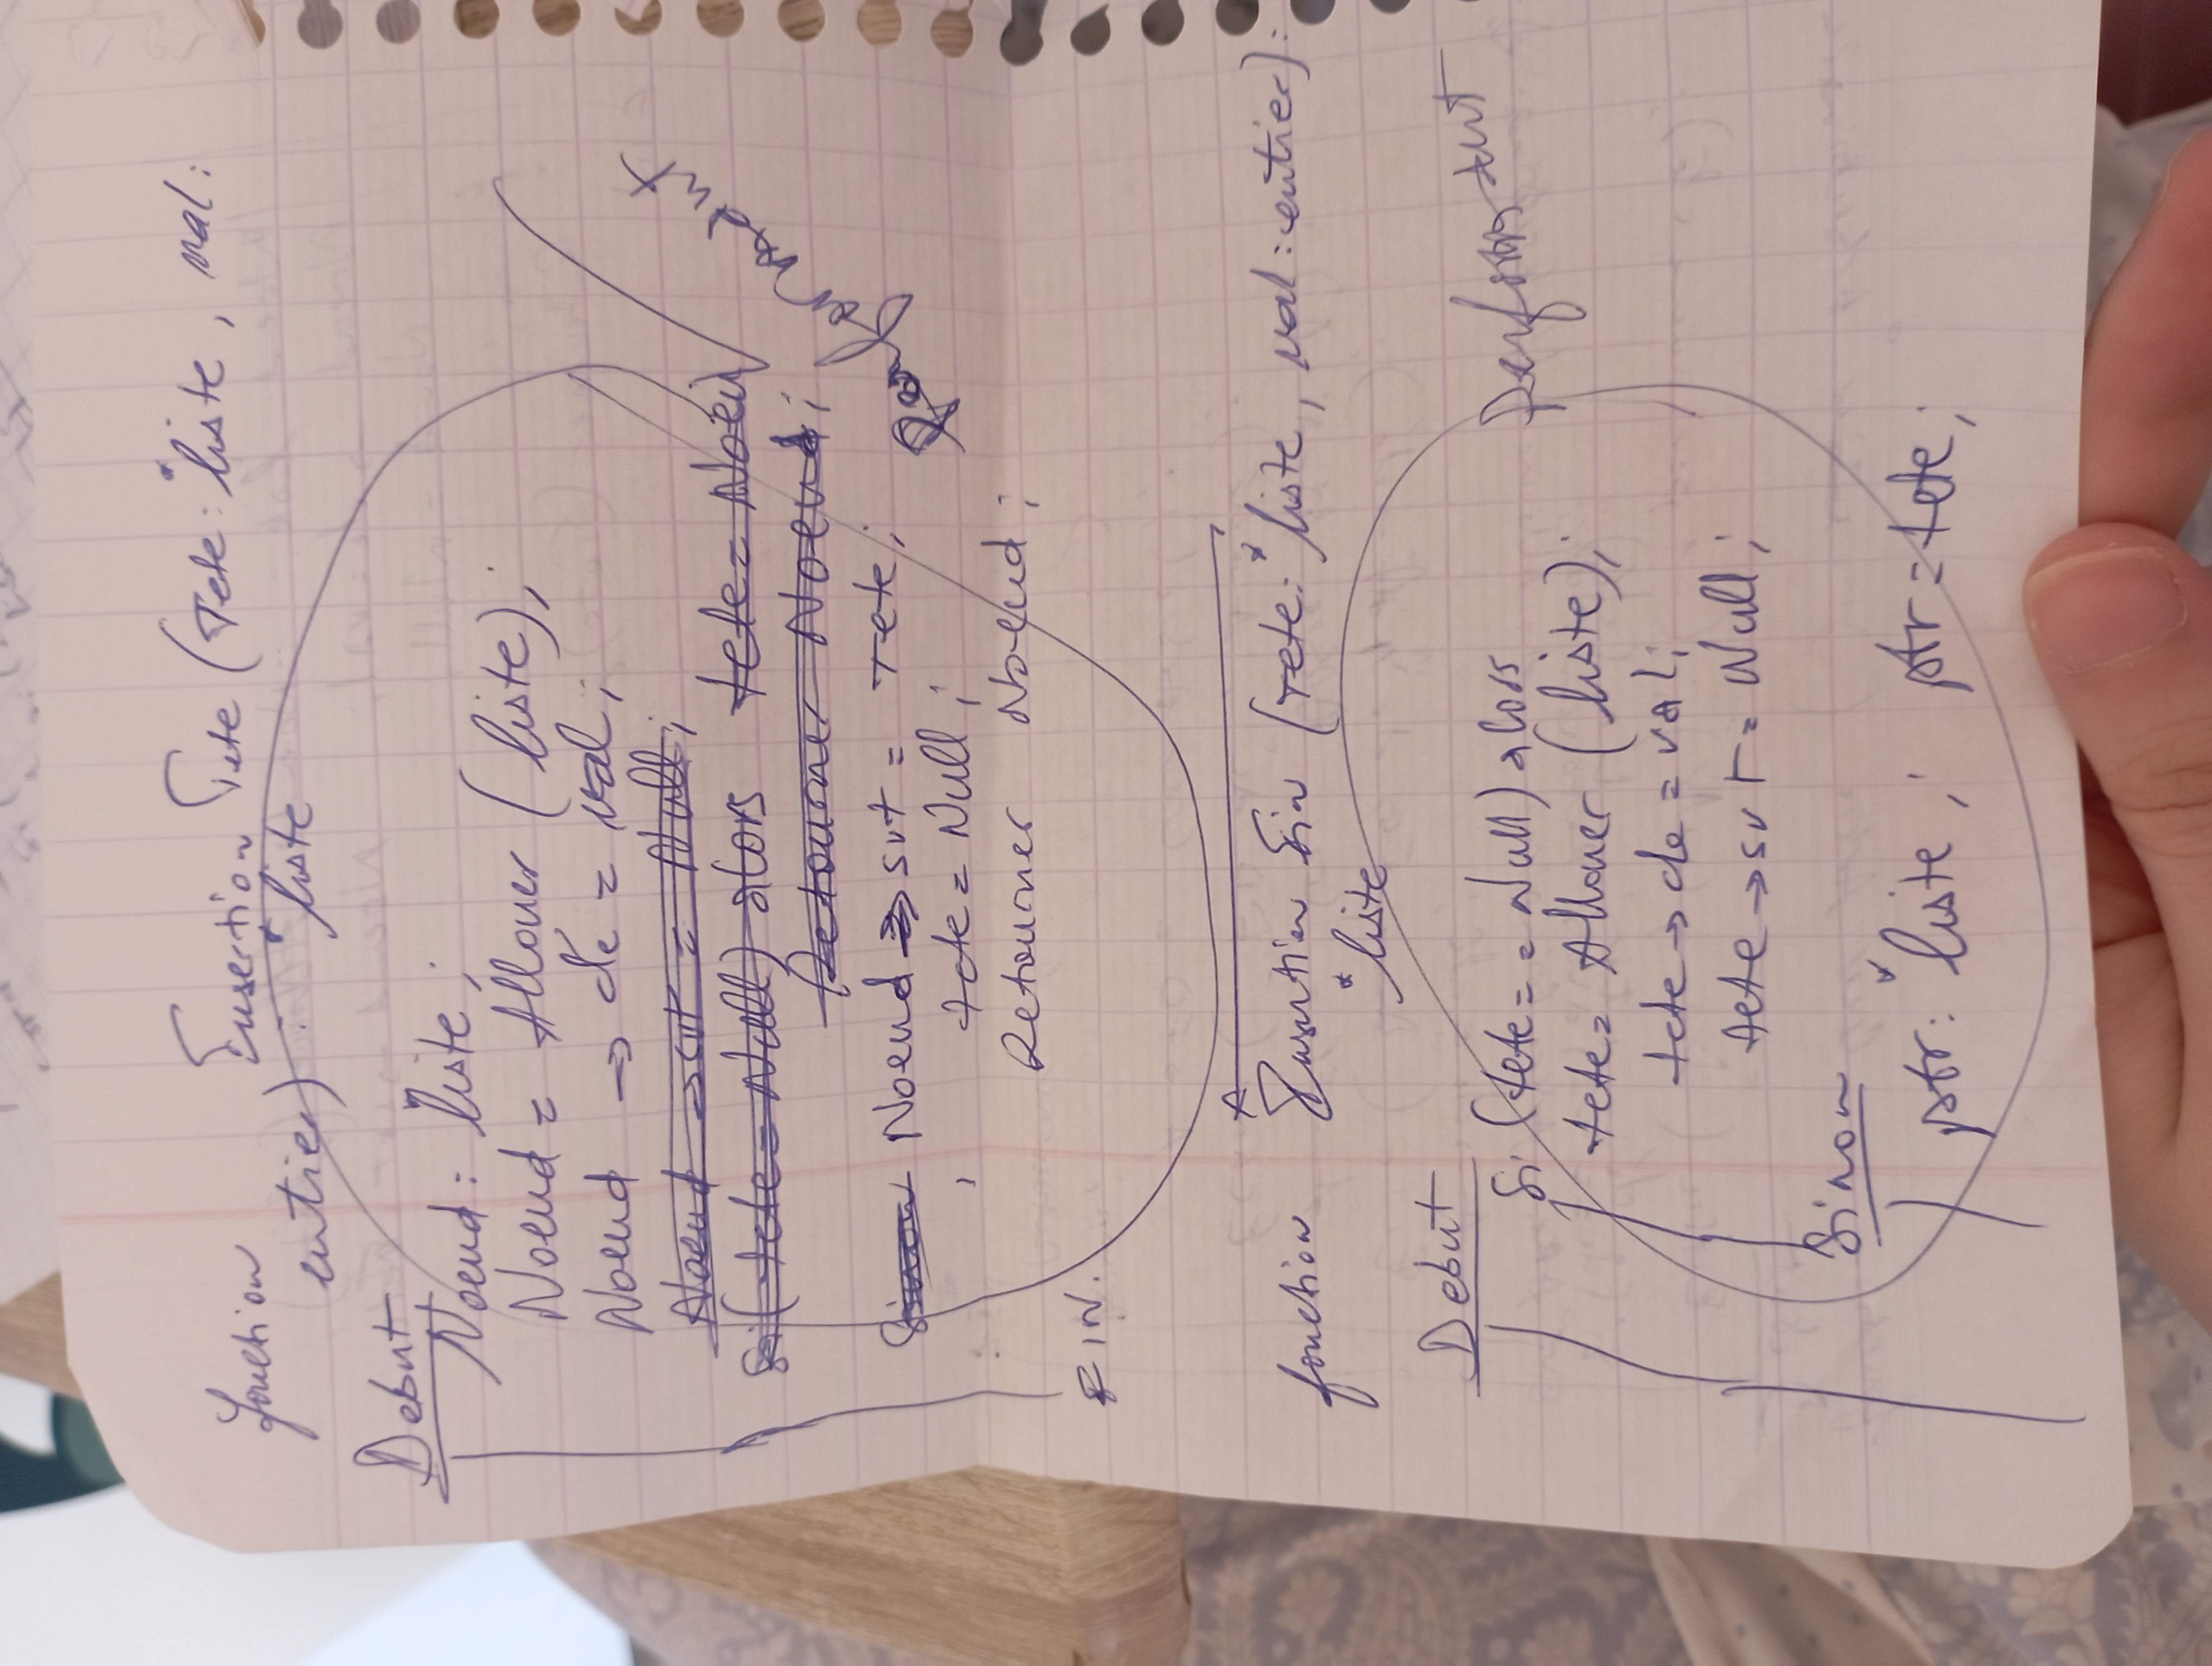 fonction Insertion Tete (Tete: *liste, val:
entier) : *liste
Debut
Noeud: *liste;
Noeud = Allouer (liste);
Noeud → de = val;
Noeud → svt = Null;
Si (tete = Null) alors tete = Noeu
Retourner Noeud;
Sinon Noeud → svt = Tete;
tete = Null;
Retourner Noeud;
FIN.
Performant
fonction Insertion Fin (Tete: *liste, val: entier):
*liste
Debut
Si (tete == Null) alors
Performant
tete = Allouer (liste);
tete → de = val;
tete → svt = Null;
Sinon
ptr: *liste; ptr = tete;